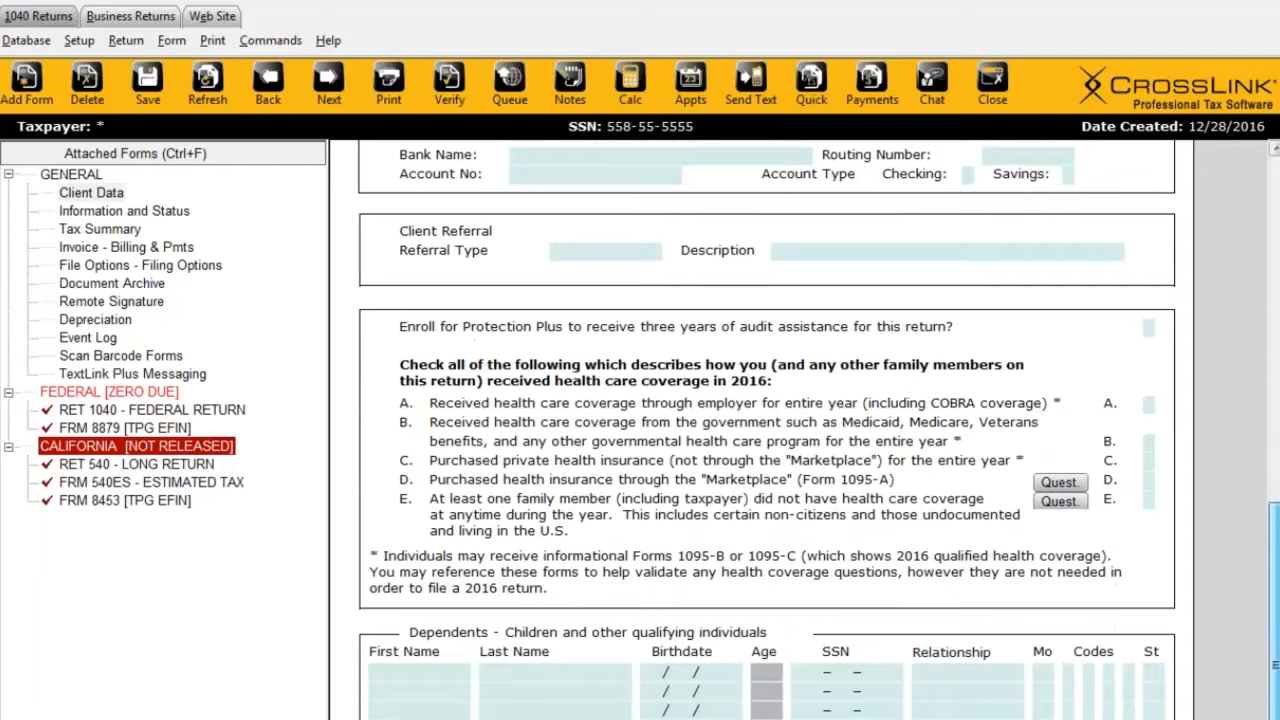 1040 Returns Business Returns Web Site
Database Setup Return Form Print Commands Help
Add Form Delete Save Refresh Back Next Print Verify Queue Notes Calc Appts Send Text Quick Payments Chat Close
23
CROSSLINK
Professional Tax Software
Taxpayer: * SSN: 558-55-5555 Date Created: 12/28/2016
Attached Forms (Ctrl+F)
GENERAL
Client Data
Information and Status
Tax Summary
Invoice - Billing & Pmts
File Options - Filing Options
Document Archive
Remote Signature
Depreciation
Event Log
Scan Barcode Forms
TextLink Plus Messaging
FEDERAL [ZERO DUE]
RET 1040 - FEDERAL RETURN
FRM 8879 [TPG EFIN]
CALIFORNIA [NOT RELEASED]
RET 540 - LONG RETURN
FRM 540ES - ESTIMATED TAX
FRM 8453 [TPG EFIN]
Bank Name: Routing Number:
Account No: Account Type Checking: Savings:
Client Referral
Referral Type Description
Enroll for Protection Plus to receive three years of audit assistance for this return?
Check all of the following which describes how you (and any other family members on
this return) received health care coverage in 2016:
A. Received health care coverage through employer for entire year (including COBRA coverage) * A.
B. Received health care coverage from the government such as Medicaid, Medicare, Veterans
benefits, and any other governmental health care program for the entire year * B.
C. Purchased private health insurance (not through the "Marketplace") for the entire year * C.
D. Purchased health insurance through the "Marketplace" (Form 1095-A) Quest. D.
E. At least one family member (including taxpayer) did not have health care coverage Quest. E.
at anytime during the year. This includes certain non-citizens and those undocumented
and living in the U.S.
* Individuals may receive informational Forms 1095-B or 1095-C (which shows 2016 qualified health coverage).
You may reference these forms to help validate any health coverage questions, however they are not needed in
order to file a 2016 return.
Dependents - Children and other qualifying individuals
First Name Last Name Birthdate Age SSN Relationship Mo Codes St
/ / - -
/ / - -
/ / - -